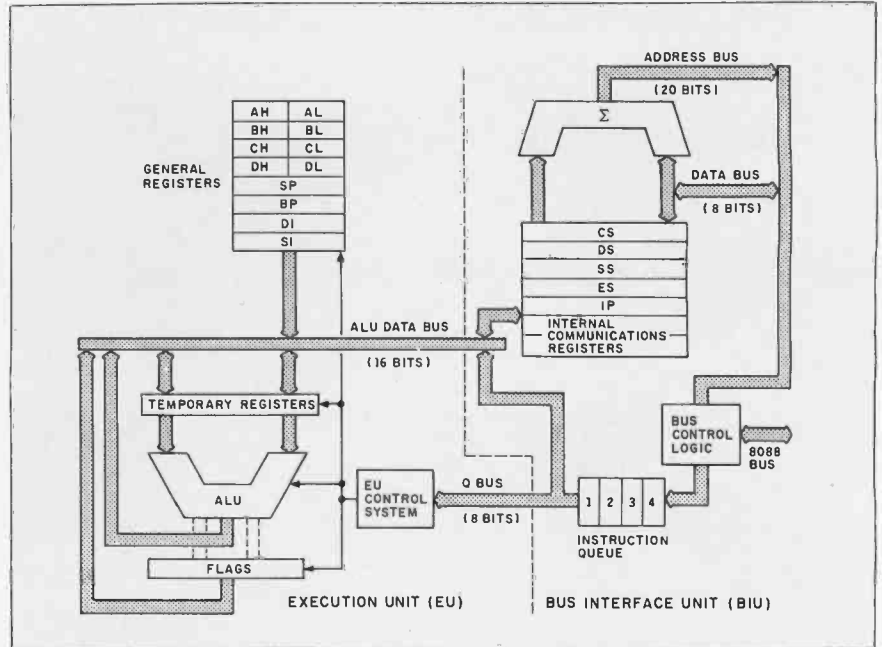 ADDRESS BUS
(20 BITS)
Σ
DATA BUS
(8 BITS)
GENERAL
REGISTERS
AH AL
BH BL
CH CL
DH DL
SP
BP
DI
SI
CS
DS
SS
ES
IP
INTERNAL
COMMUNICATIONS
REGISTERS
ALU DATA BUS
(16 BITS)
TEMPORARY REGISTERS
ALU
FLAGS
EU
CONTROL
SYSTEM
Q BUS
(8 BITS)
1 2 3 4
INSTRUCTION
QUEUE
BUS
CONTROL
LOGIC
8088
BUS
EXECUTION UNIT (EU)
BUS INTERFACE UNIT (BIU)